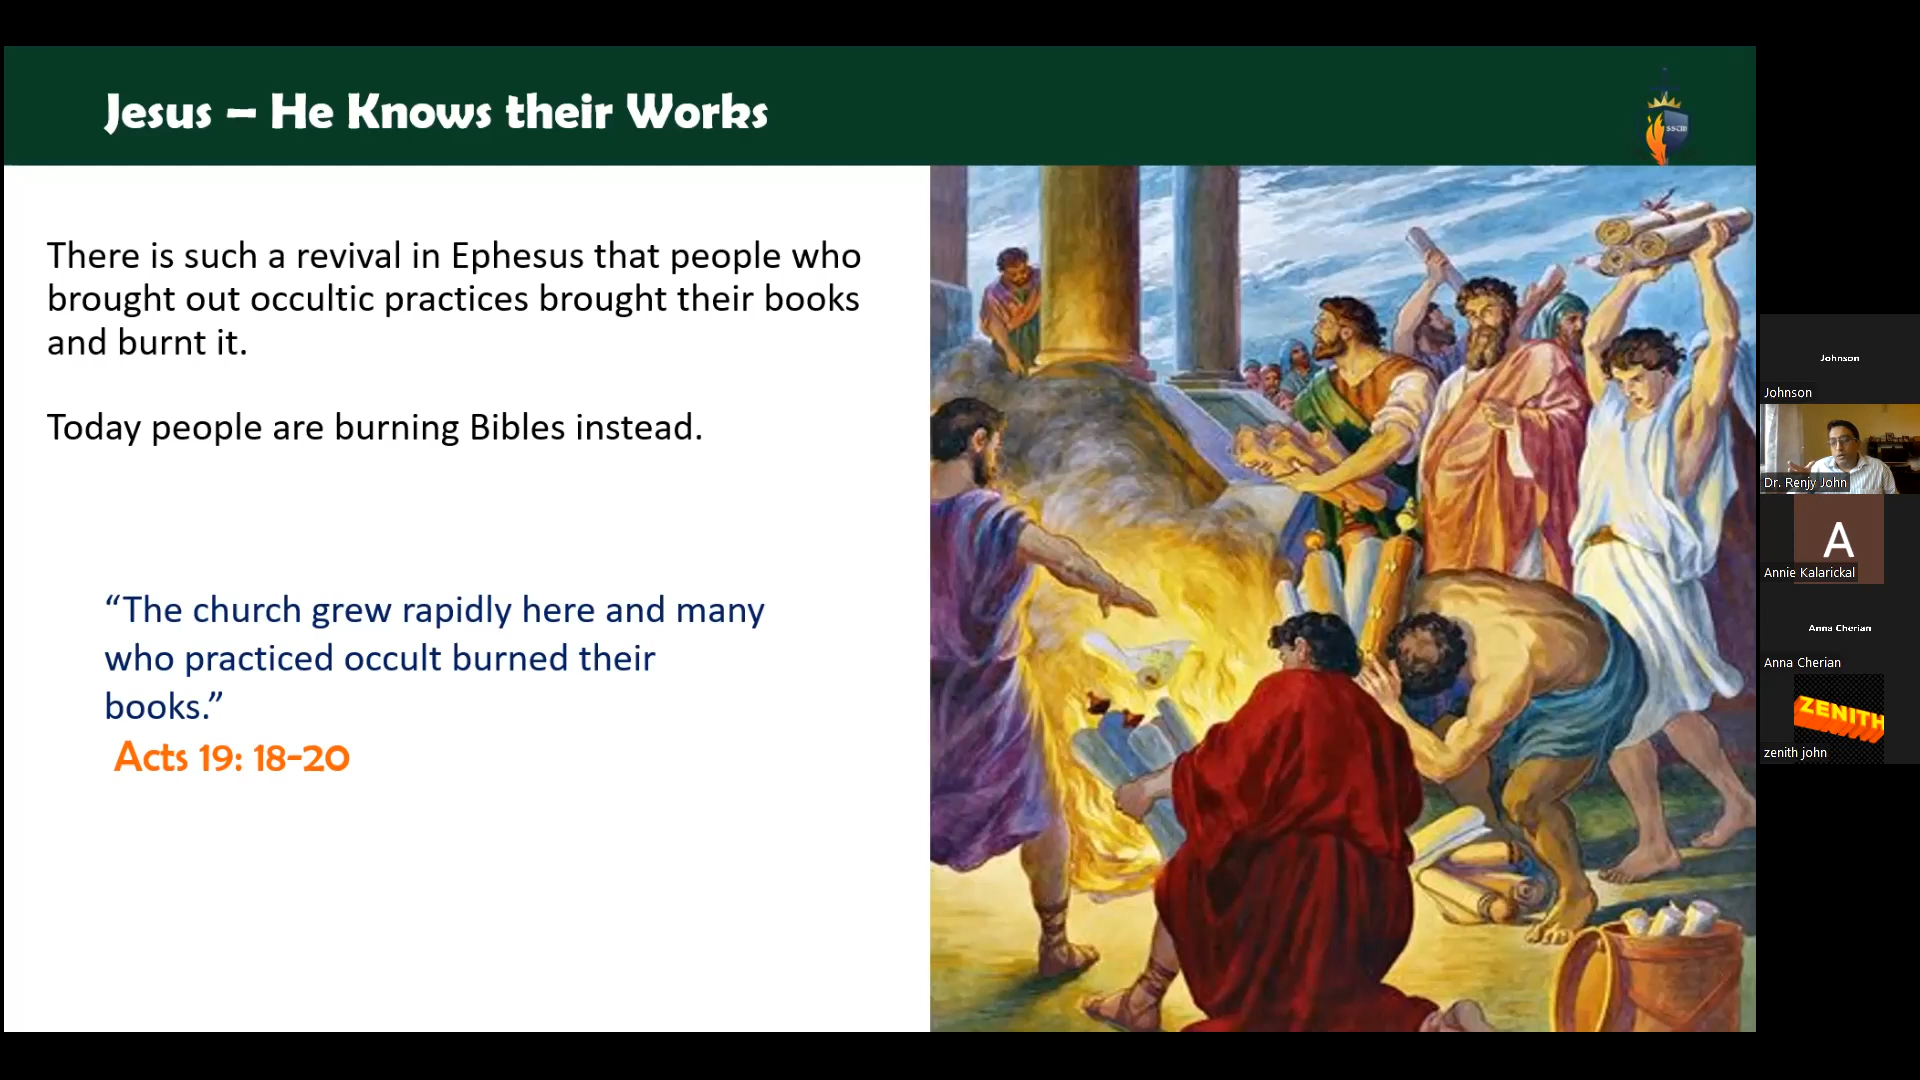 Jesus – He Knows their Works
SSCM
There is such a revival in Ephesus that people who
brought out occultic practices brought their books
and burnt it.
Today people are burning Bibles instead.
“The church grew rapidly here and many
who practiced occult burned their
books.”
Acts 19: 18-20
Johnson
Johnson
Dr. Renjy John
A
Annie Kalarickal
Anna Cherian
Anna Cherian
ZENITH
zenith john